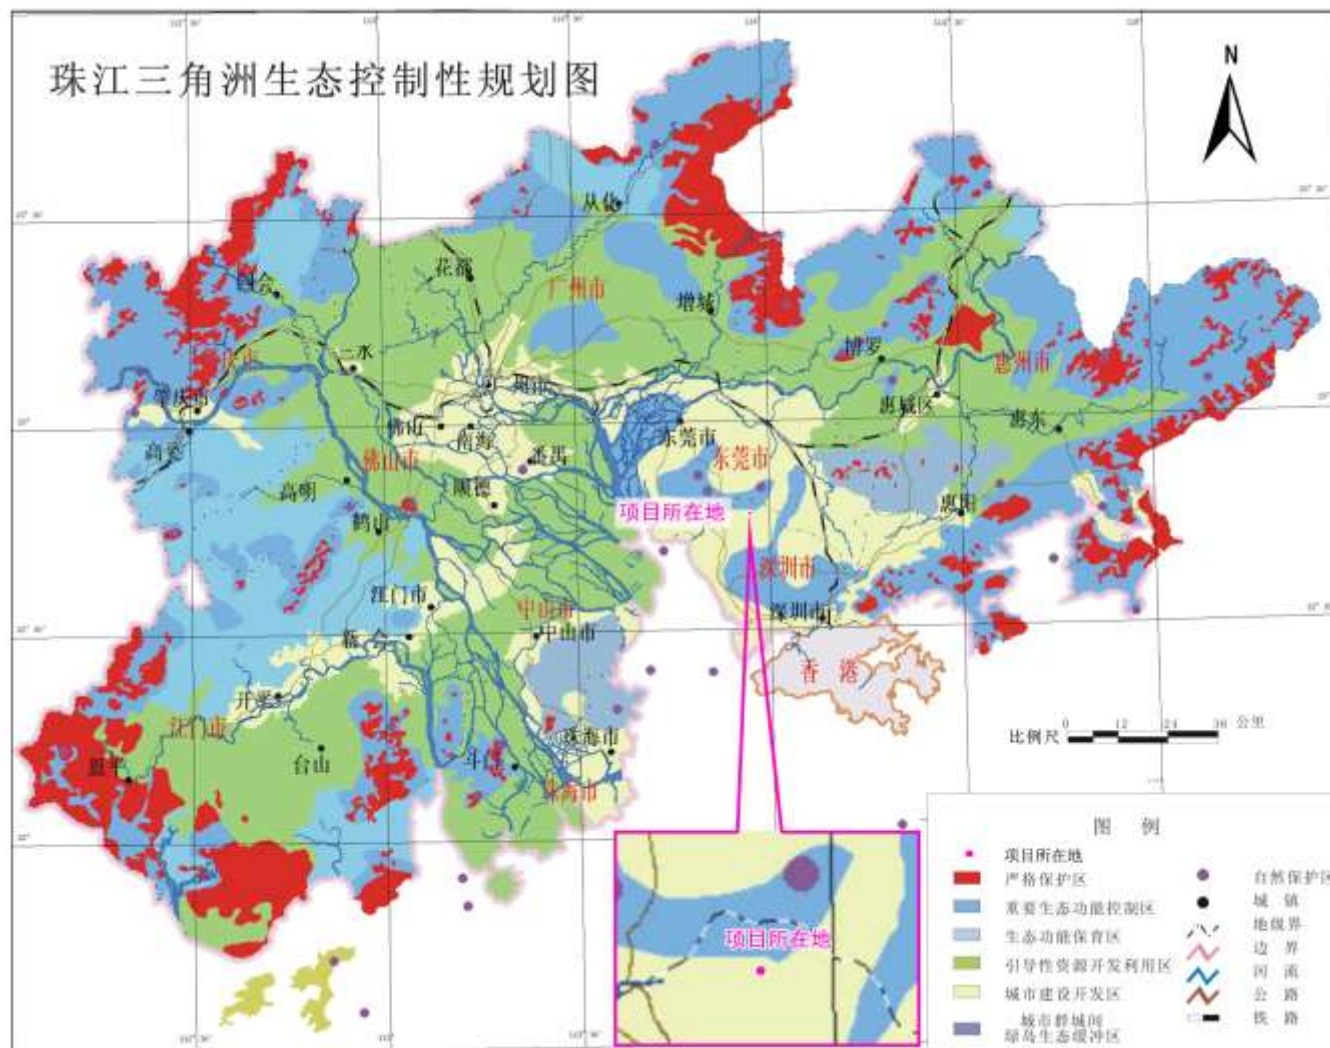 珠江三角洲生态控制性规划图
N
从化
花都
广州市
四会
增城
三水
博罗
惠州市
肇庆市
惠城区
惠东
佛山
南海
东莞市
高要
番禺
佛山市
东莞市
高明
顺德
项目所在地
惠阳
鹤山
深圳市
江门市
中山市
深圳市
新会
中山市
香港
开平
江门市
珠海市
0 12 24 36 公里
比例尺
恩平
台山
斗门
珠海市
项目所在地
图 例
项目所在地
严格保护区
重要生态功能控制区
生态功能保育区
引导性资源开发利用区
城市建设开发区
城市群城间
绿岛生态缓冲区
自然保护区
城 镇
地级界
边 界
河 流
公 路
铁 路